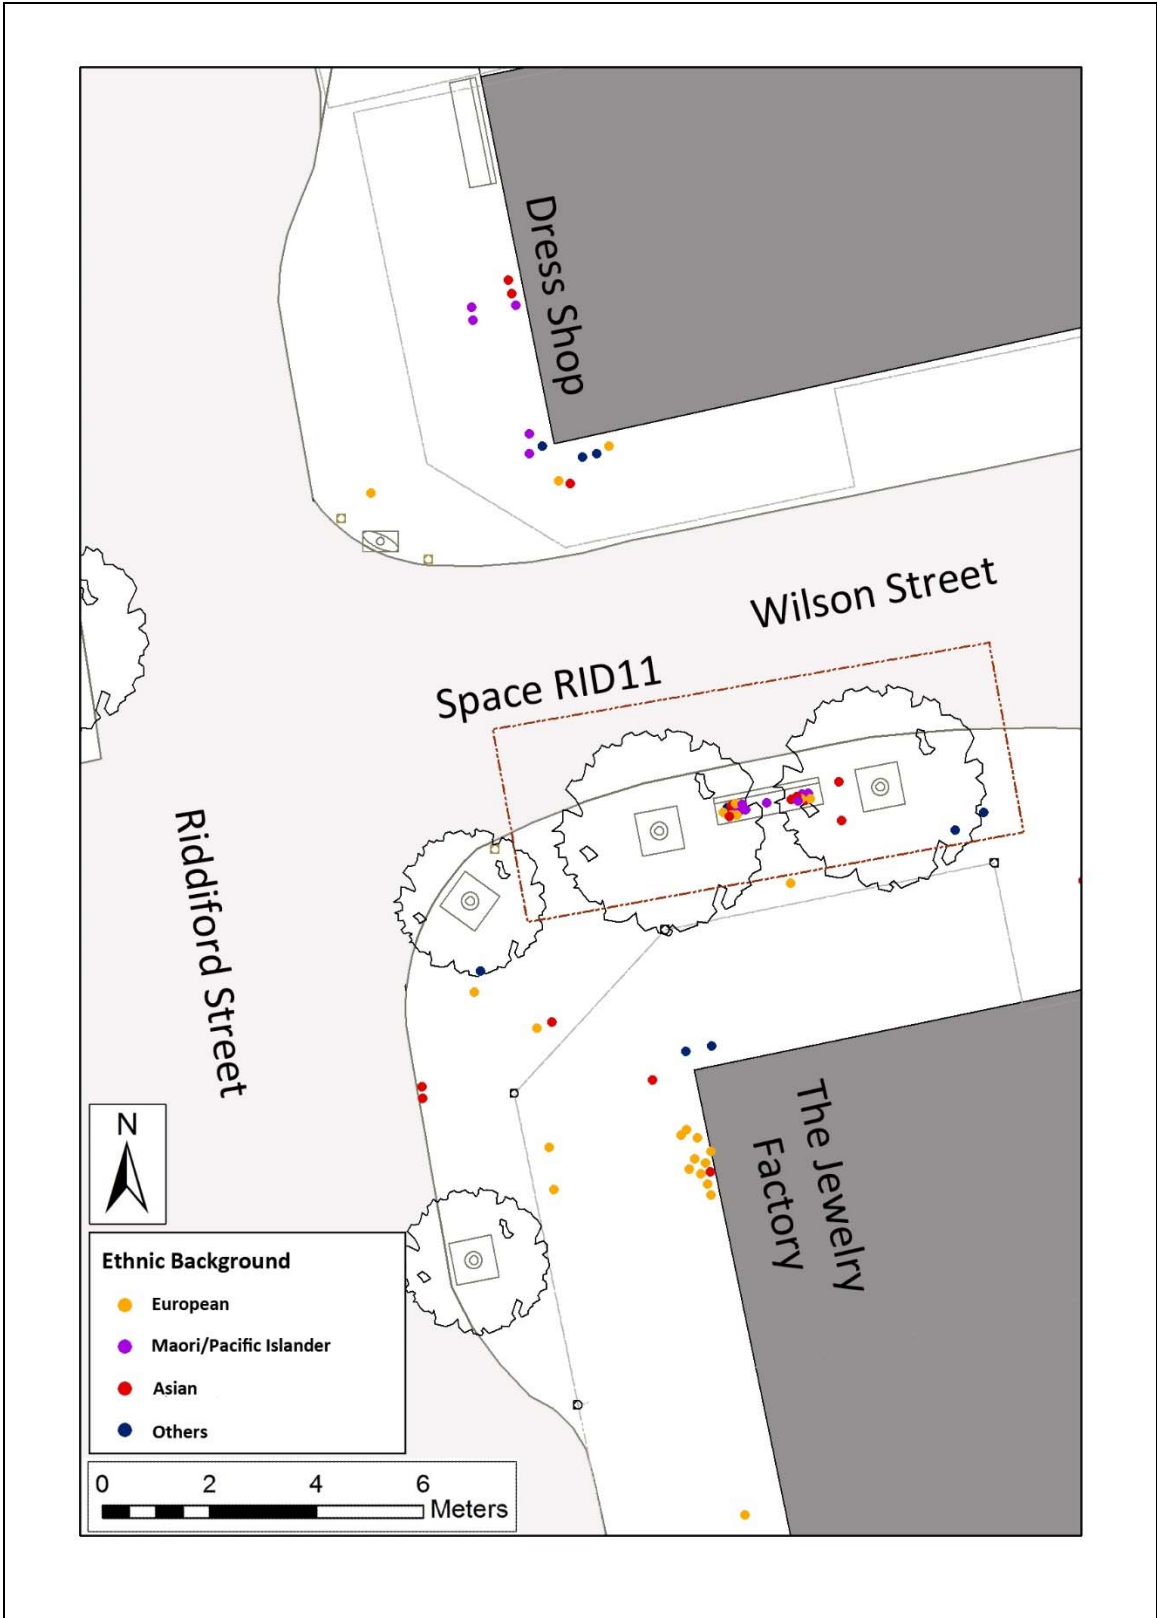 Dress Shop
Wilson Street
Space RID11
Riddiford Street
The Jewelry
Factory
N
Ethnic Background
European
Maori/Pacific Islander
Asian
Others
0 2 4 6
Meters